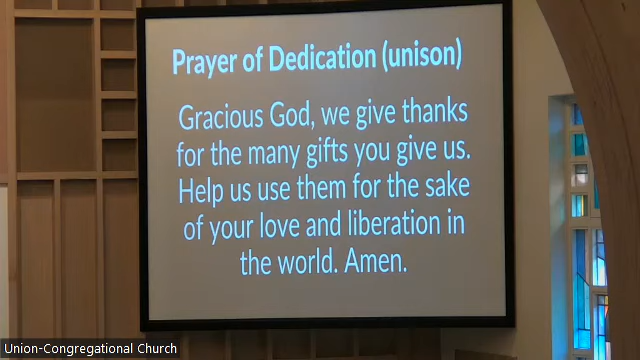 Prayer of Dedication (unison)
Gracious God, we give thanks
for the many gifts you give us.
Help us use them for the sake
of your love and liberation in
the world. Amen.
Union-Congregational Church